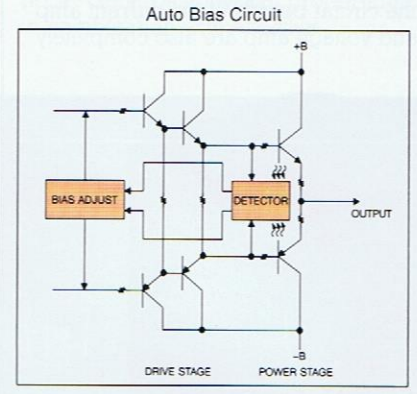 Auto Bias Circuit
+B
BIAS ADJUST
DETECTOR
OUTPUT
-B
DRIVE STAGE
POWER STAGE